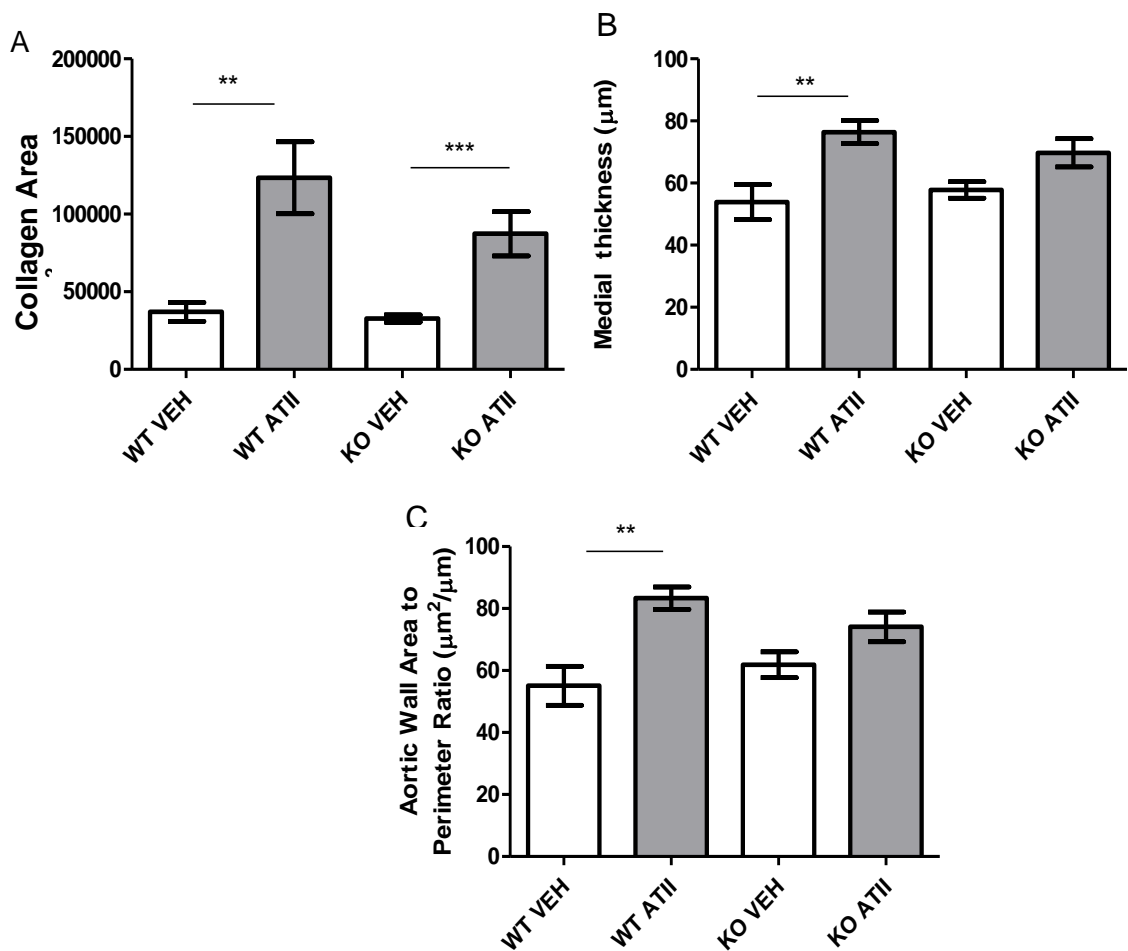 A
200000
150000
100000
50000
0
Collagen Area
**
***
WT VEH
WT ATII
KO VEH
KO ATII
B
100
80
60
40
20
0
Medial thickness (μm)
**
WT VEH
WT ATII
KO VEH
KO ATII
C
100
80
60
40
20
0
Aortic Wall Area to
Perimeter Ratio (μm²/μm)
**
WT VEH
WT ATII
KO VEH
KO ATII